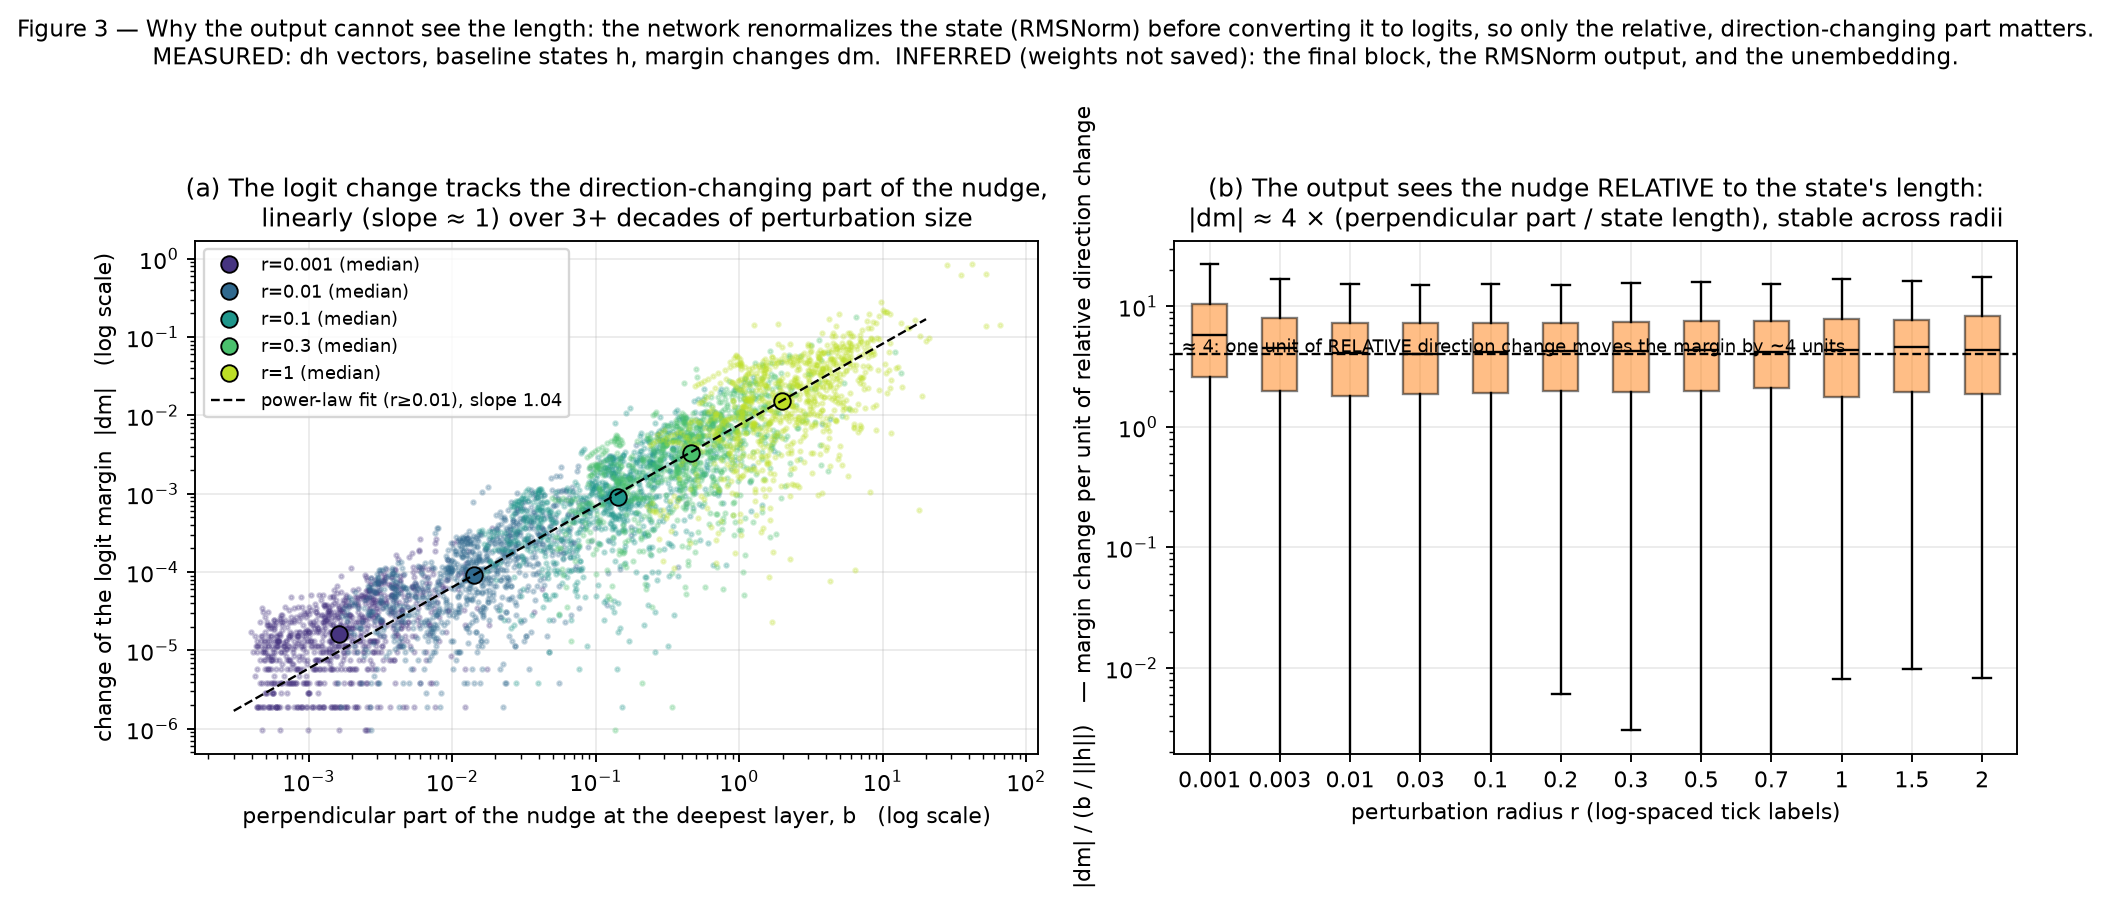 Figure 3 — Why the output cannot see the length: the network renormalizes the state (RMSNorm) before converting it to logits, so only the relative, direction-changing part matters.
MEASURED: dh vectors, baseline states h, margin changes dm.  INFERRED (weights not saved): the final block, the RMSNorm output, and the unembedding.
(a) The logit change tracks the direction-changing part of the nudge,
linearly (slope ≈ 1) over 3+ decades of perturbation size
change of the logit margin  |dm|   (log scale)
10⁰
10⁻¹
10⁻²
10⁻³
10⁻⁴
10⁻⁵
10⁻⁶
r=0.001 (median)
r=0.01 (median)
r=0.1 (median)
r=0.3 (median)
r=1 (median)
power-law fit (r≥0.01), slope 1.04
10⁻³ 10⁻² 10⁻¹ 10⁰ 10¹ 10²
perpendicular part of the nudge at the deepest layer, b   (log scale)
(b) The output sees the nudge RELATIVE to the state's length:
|dm| ≈ 4 × (perpendicular part / state length), stable across radii
|dm| / (b / ||h||)   — margin change per unit of relative direction change
10¹
10⁰
10⁻¹
10⁻²
≈ 4: one unit of RELATIVE direction change moves the margin by ~4 units
0.001 0.003 0.01 0.03 0.1 0.2 0.3 0.5 0.7 1 1.5 2
perturbation radius r (log-spaced tick labels)